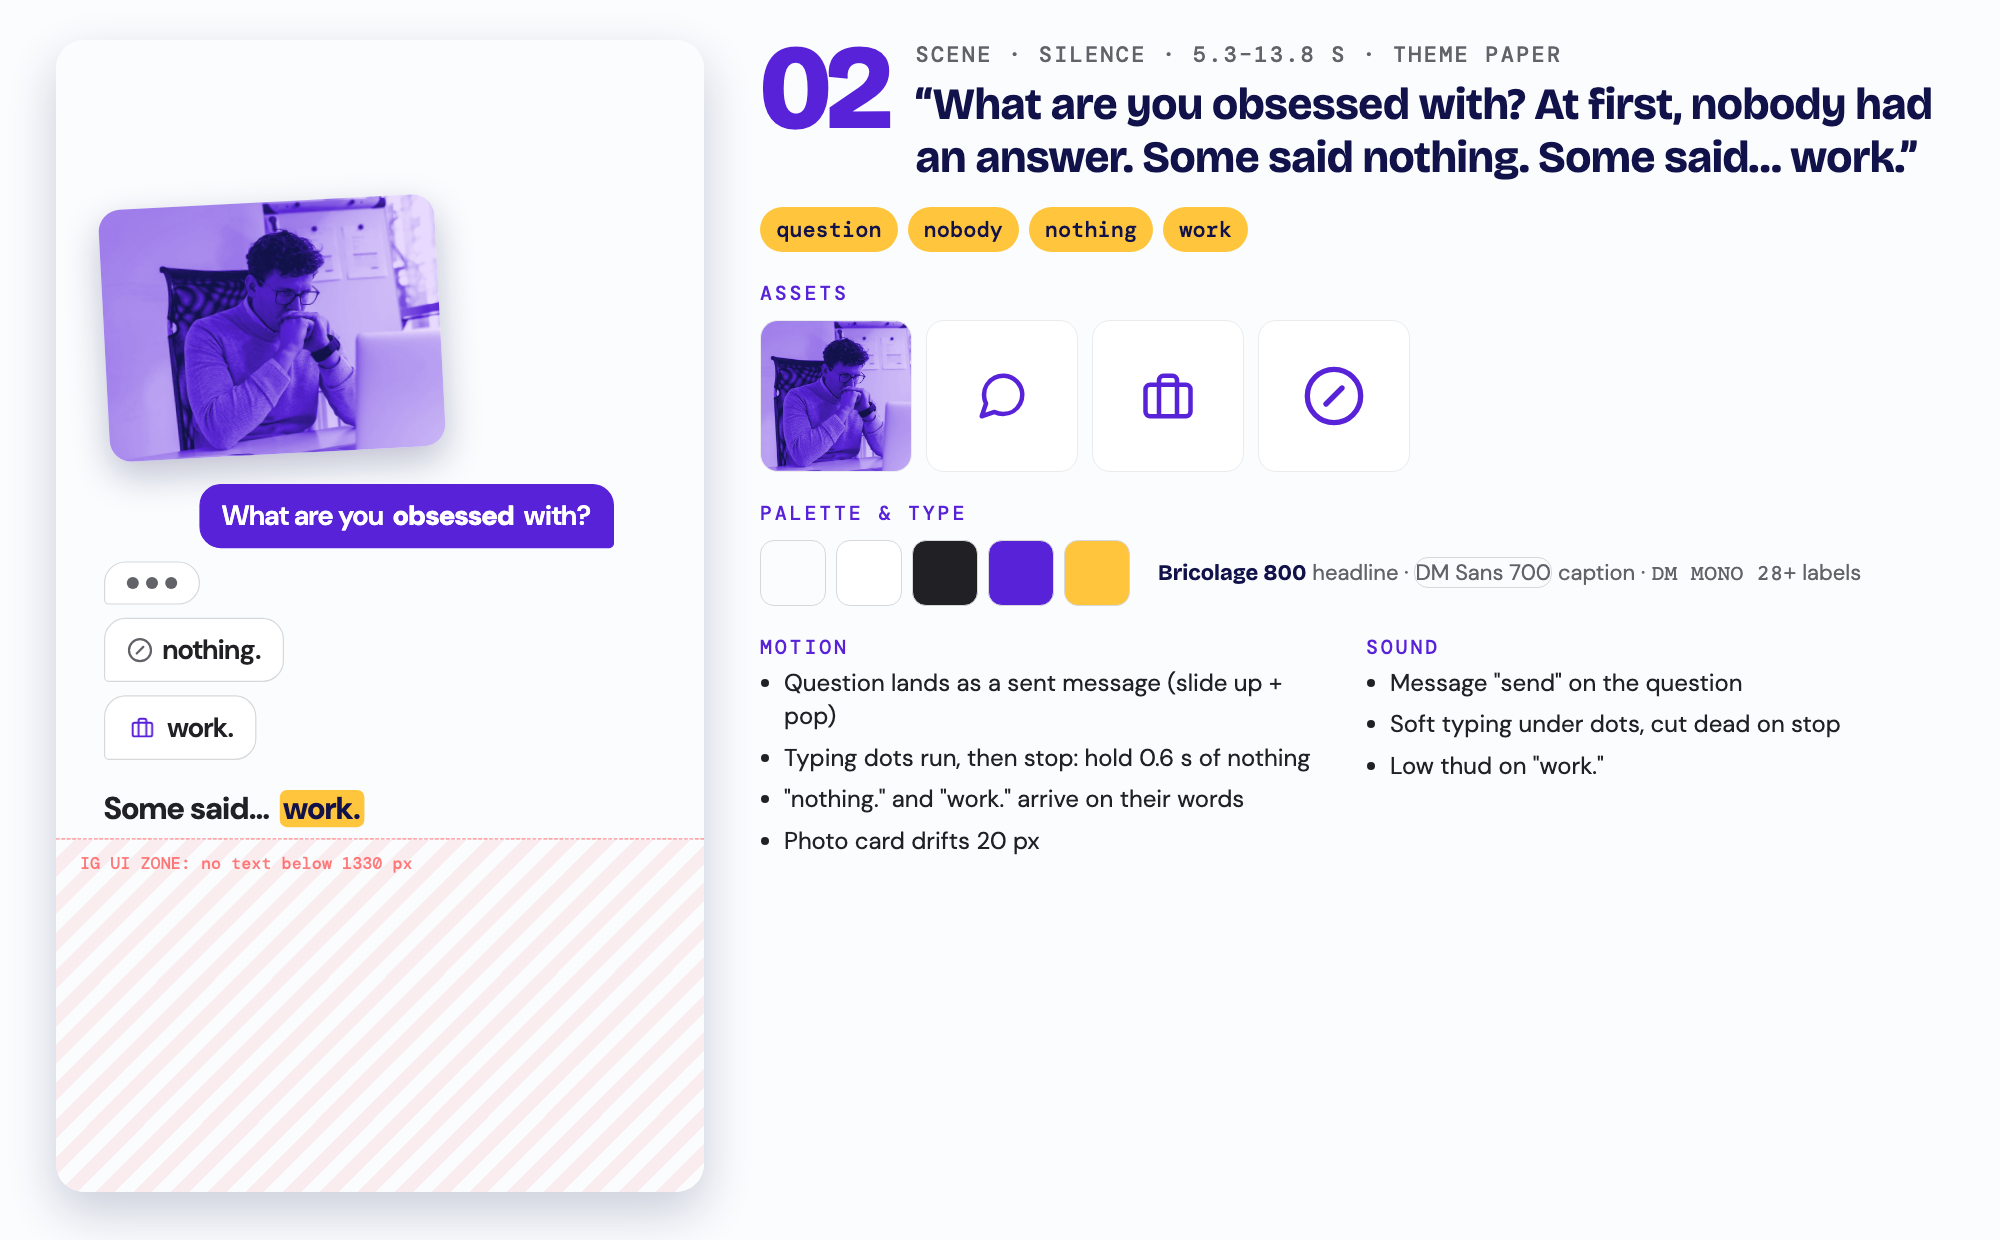 What are you obsessed with?
nothing.
work.
Some said... work.
IG UI ZONE: no text below 1330 px
02
SCENE · SILENCE · 5.3–13.8 S · THEME PAPER
“What are you obsessed with? At first, nobody had
an answer. Some said nothing. Some said... work.”
question nobody nothing work
ASSETS
PALETTE & TYPE
Bricolage 800 headline · DM Sans 700 caption · DM MONO 28+ labels
MOTION
• Question lands as a sent message (slide up +
pop)
• Typing dots run, then stop: hold 0.6 s of nothing
• "nothing." and "work." arrive on their words
• Photo card drifts 20 px
SOUND
• Message "send" on the question
• Soft typing under dots, cut dead on stop
• Low thud on "work."